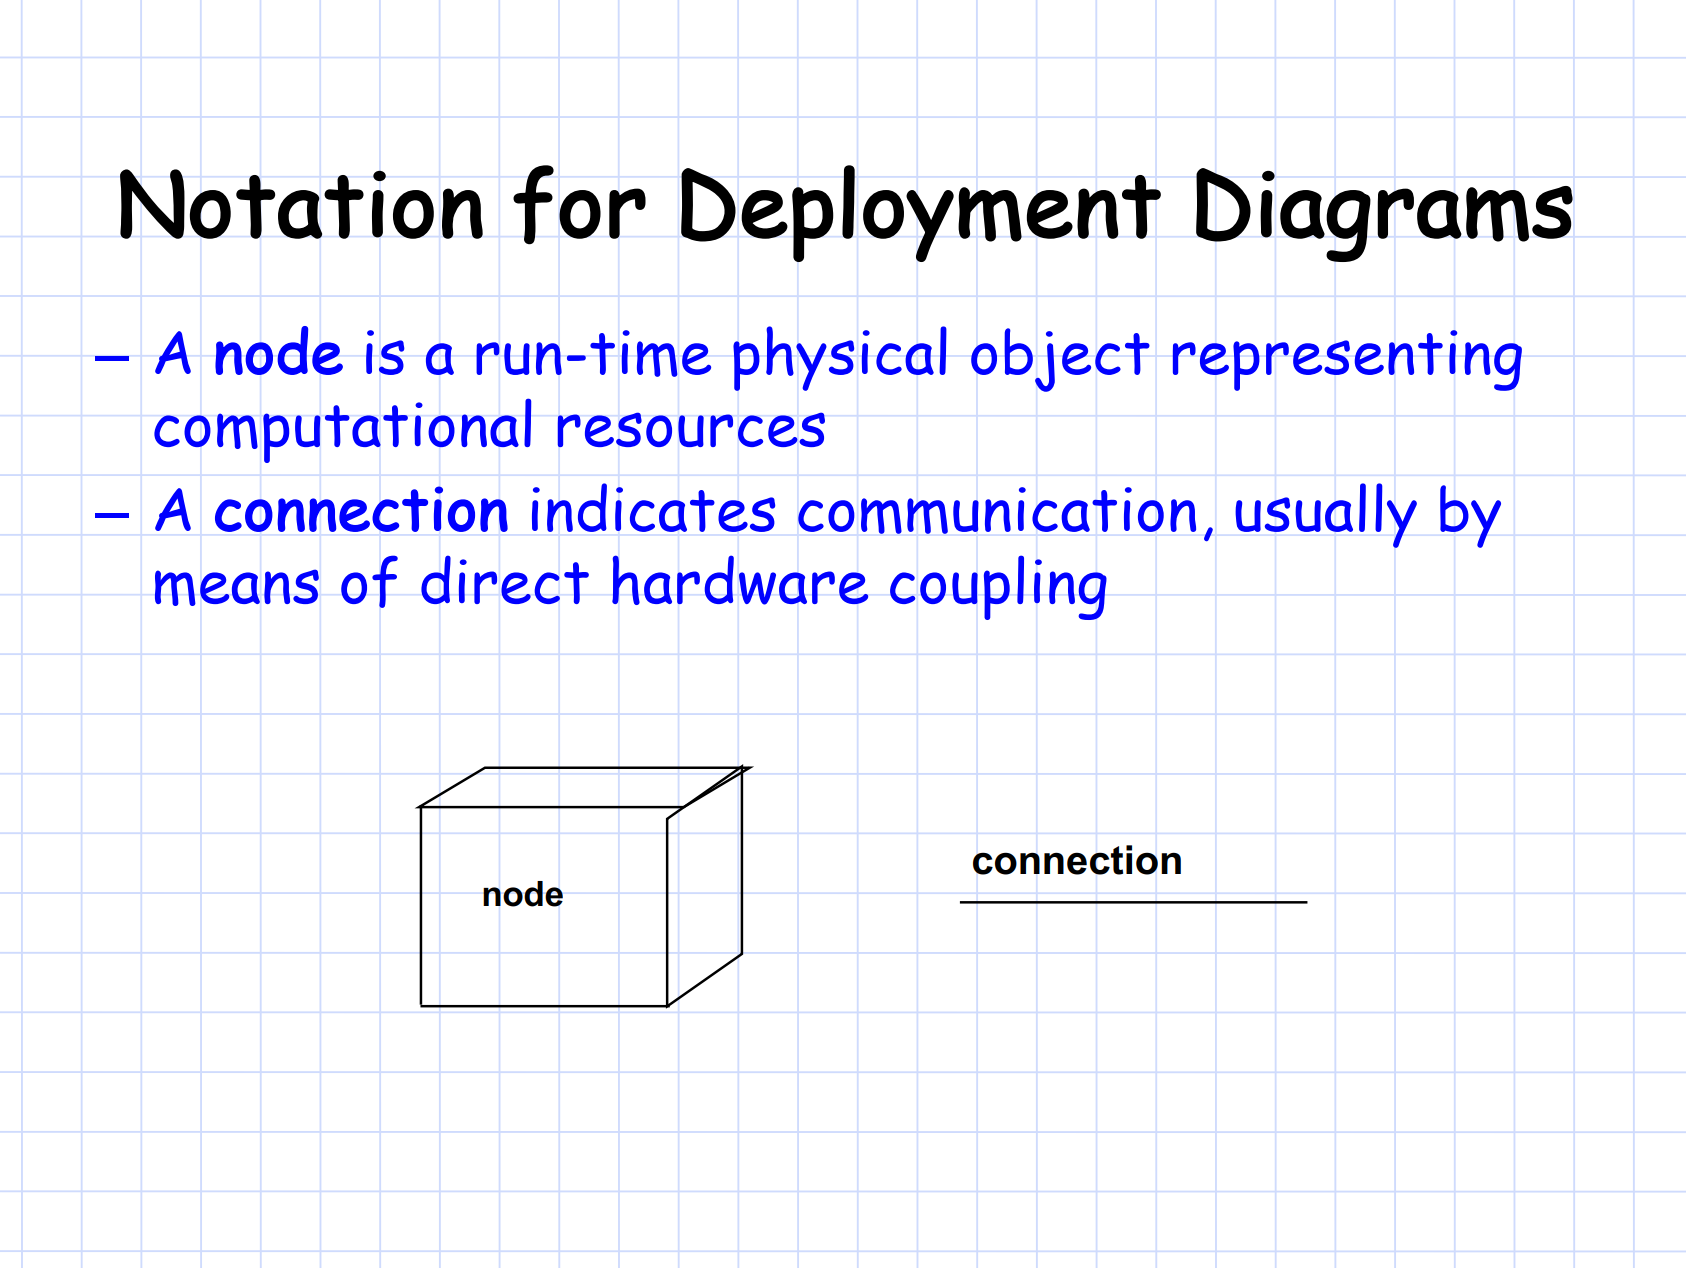 Notation for Deployment Diagrams
– A node is a run-time physical object representing
computational resources
– A connection indicates communication, usually by
means of direct hardware coupling
node
connection